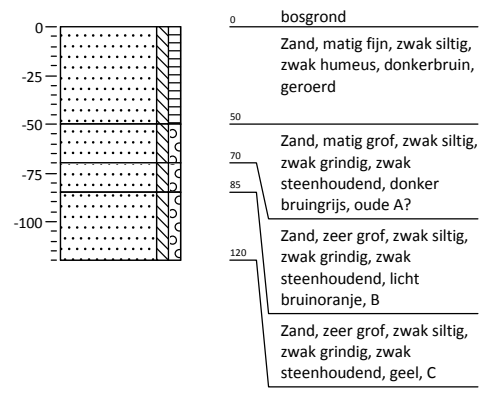 0
-25
-50
-75
-100
0 bosgrond
Zand, matig fijn, zwak siltig,
zwak humeus, donkerbruin,
geroerd
50
Zand, matig grof, zwak siltig,
zwak grindig, zwak
steenhoudend, donker
bruingrijs, oude A?
70
Zand, zeer grof, zwak siltig,
zwak grindig, zwak
steenhoudend, licht
bruinoranje, B
85
Zand, zeer grof, zwak siltig,
zwak grindig, zwak
steenhoudend, geel, C
120